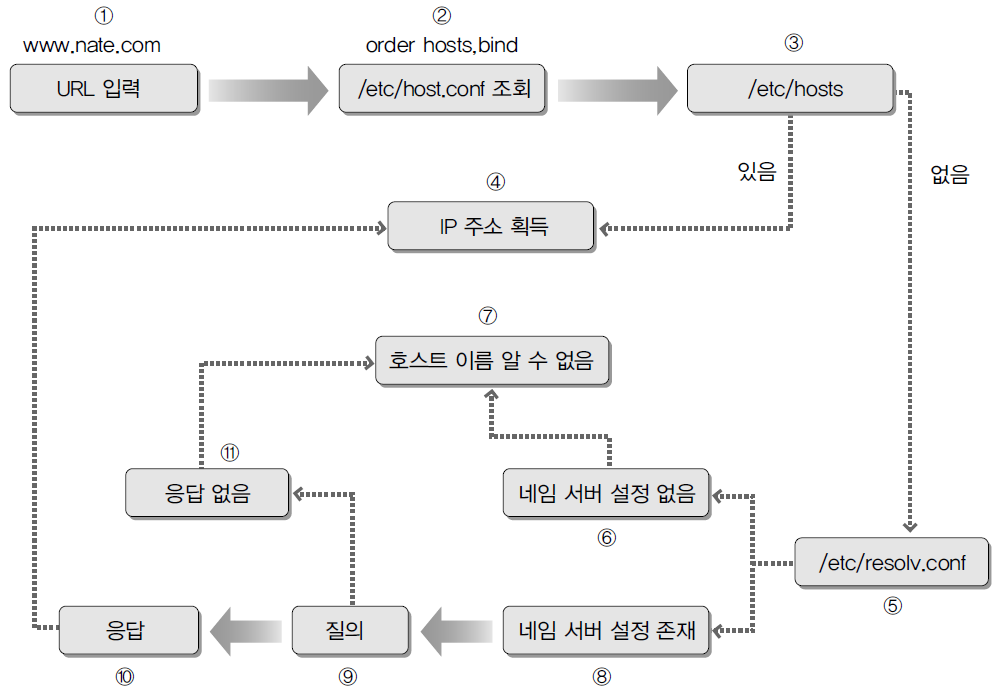 ①
www.nate.com
URL 입력
②
order hosts,bind
/etc/host.conf 조회
③
/etc/hosts
있음
없음
④
IP 주소 획득
⑦
호스트 이름 알 수 없음
⑪
응답 없음
네임 서버 설정 없음
⑥
/etc/resolv.conf
⑤
응답
⑩
질의
⑨
네임 서버 설정 존재
⑧